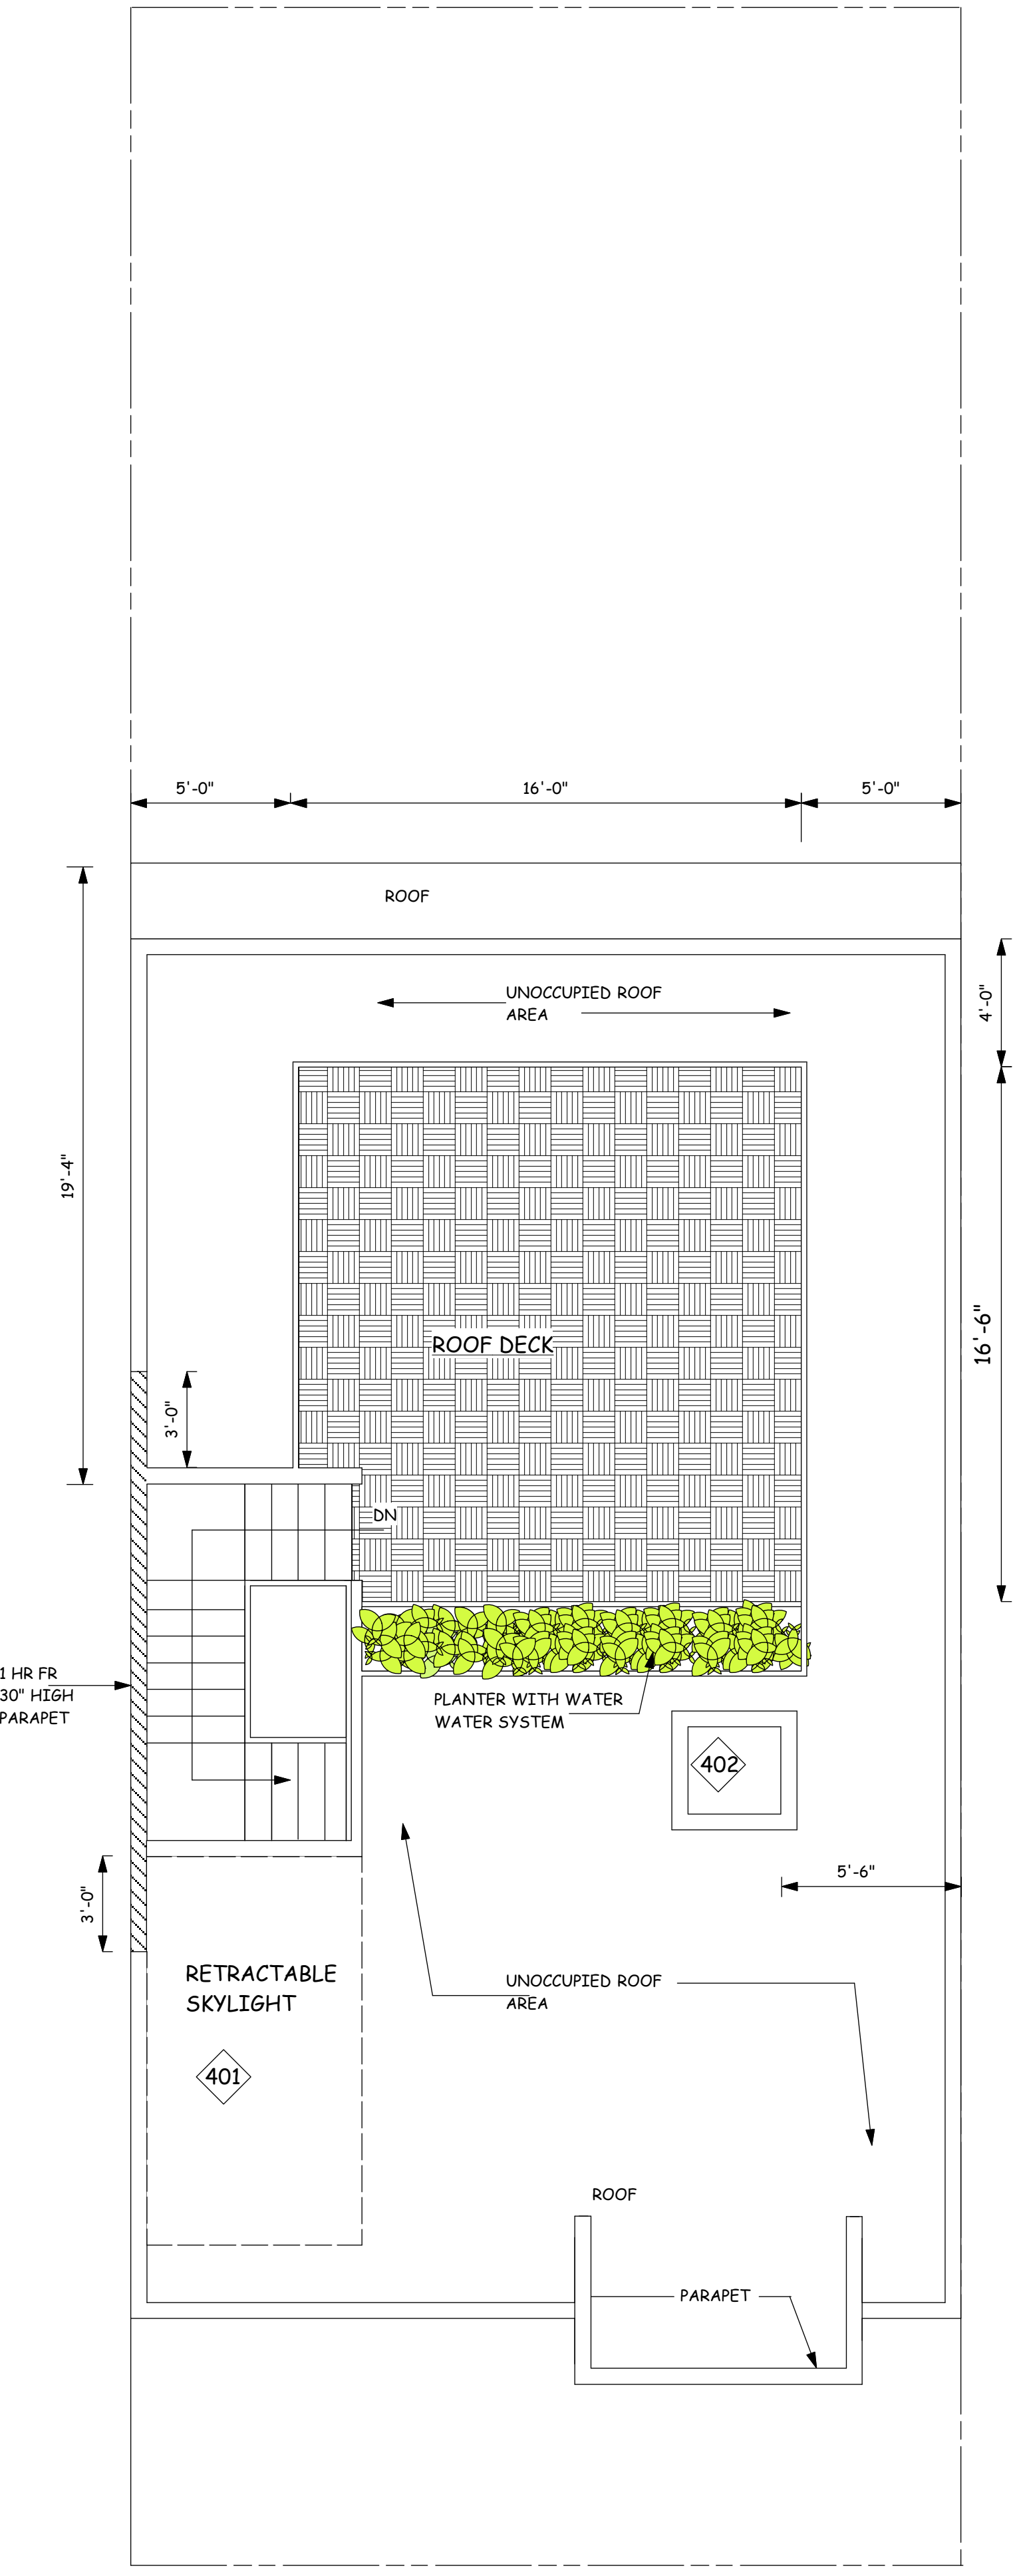 5'-0"
16'-0"
5'-0"
ROOF
UNOCCUPIED ROOF
AREA
4'-0"
19'-4"
16'-6"
ROOF DECK
3'-0"
DN
1 HR FR
30" HIGH
PARAPET
PLANTER WITH WATER
WATER SYSTEM
402
5'-6"
3'-0"
RETRACTABLE
SKYLIGHT
UNOCCUPIED ROOF
AREA
401
ROOF
PARAPET